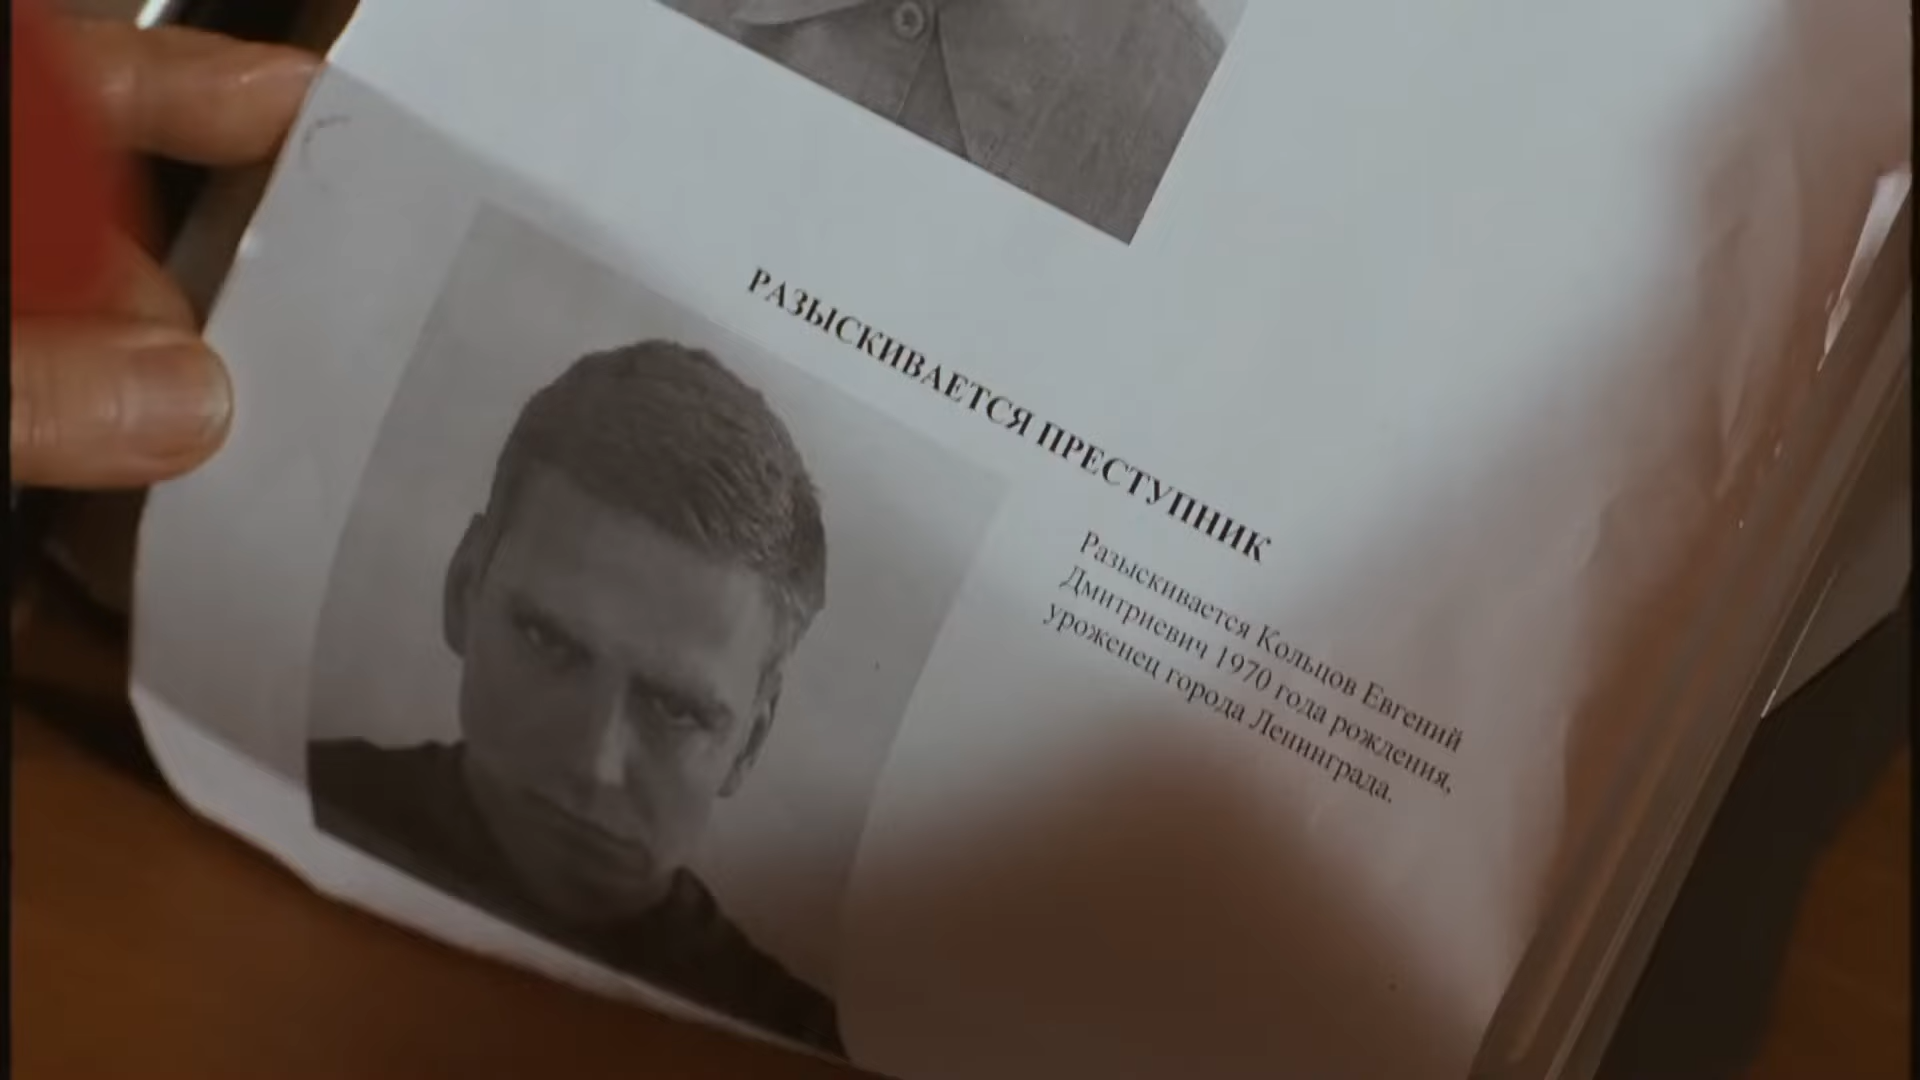 РАЗЫСКИВАЕТСЯ ПРЕСТУПНИК
Разыскивается Кольцов Евгений
Дмитриевич 1970 года рождения,
уроженец города Ленинграда.